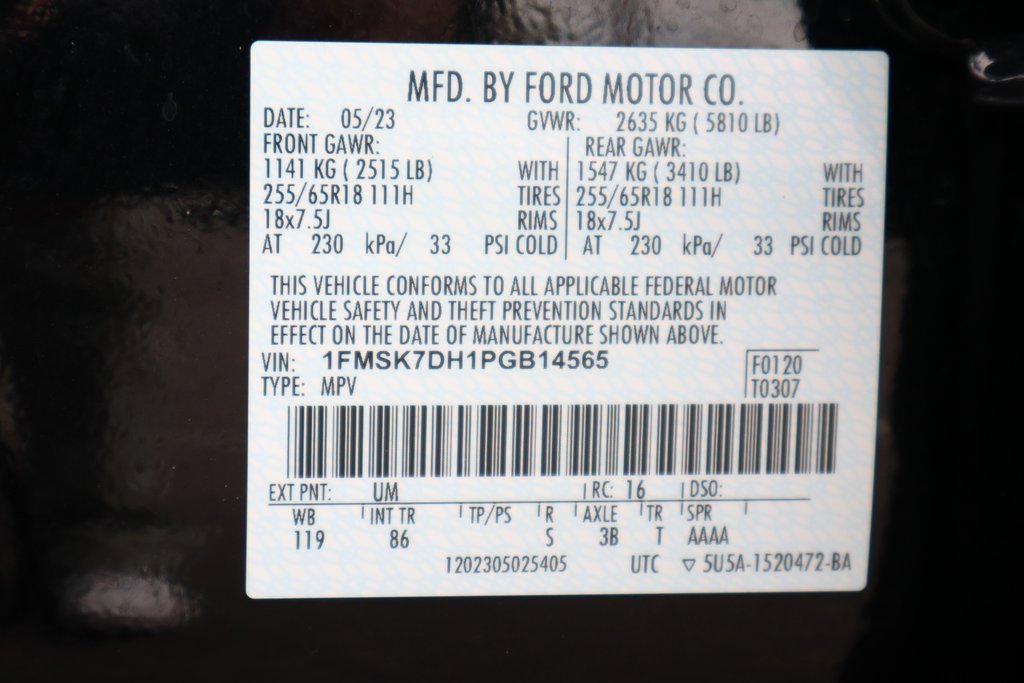 MFD. BY FORD MOTOR CO.
DATE: 05/23 GVWR: 2635 KG ( 5810 LB)
FRONT GAWR: REAR GAWR:
1141 KG ( 2515 LB) WITH 1547 KG ( 3410 LB) WITH
255/65R18 111H TIRES 255/65R18 111H TIRES
18x7.5J RIMS 18x7.5J RIMS
AT 230 kPa/ 33 PSI COLD AT 230 kPa/ 33 PSI COLD
THIS VEHICLE CONFORMS TO ALL APPLICABLE FEDERAL MOTOR
VEHICLE SAFETY AND THEFT PREVENTION STANDARDS IN
EFFECT ON THE DATE OF MANUFACTURE SHOWN ABOVE.
VIN: 1FMSK7DH1PGB14565 F0120
TYPE: MPV T0307
EXT PNT: UM RC: 16 DSO:
WB INT TR TP/PS R AXLE TR SPR
119 86 S 3B T AAAA
1202305025405 UTC ▽ 5U5A-1520472-BA